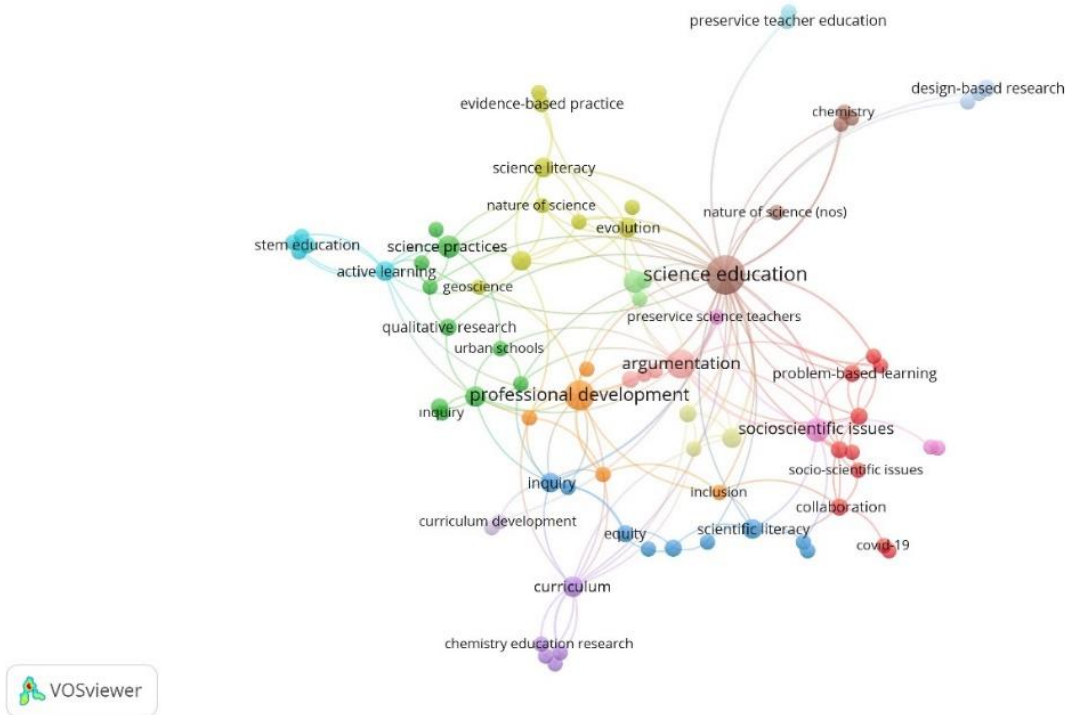 preservice teacher education
design-based research
evidence-based practice
chemistry
science literacy
nature of science
nature of science (nos)
evolution
stem education
science practices
active learning
science education
geoscience
preservice science teachers
qualitative research
urban schools
argumentation
problem-based learning
professional development
inquiry
socioscientific issues
socio-scientific issues
inquiry
inclusion
collaboration
curriculum development
equity
scientific literacy
covid-19
curriculum
chemistry education research
VOSviewer